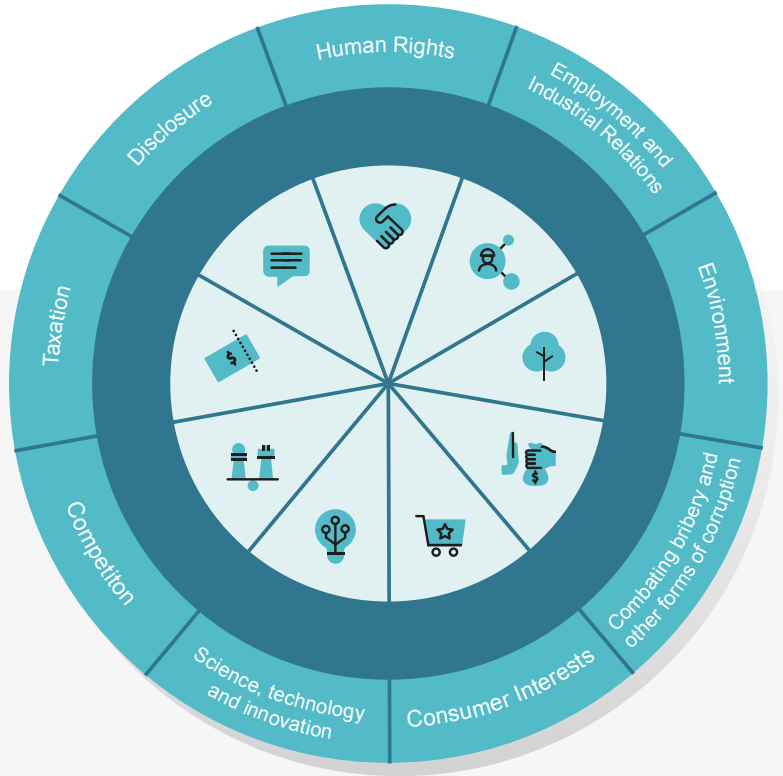 Human Rights
Employment and
Industrial Relations
Environment
Combating bribery and
other forms of corruption
Consumer Interests
Science, technology
and innovation
Competiton
Taxation
Disclosure
$
$